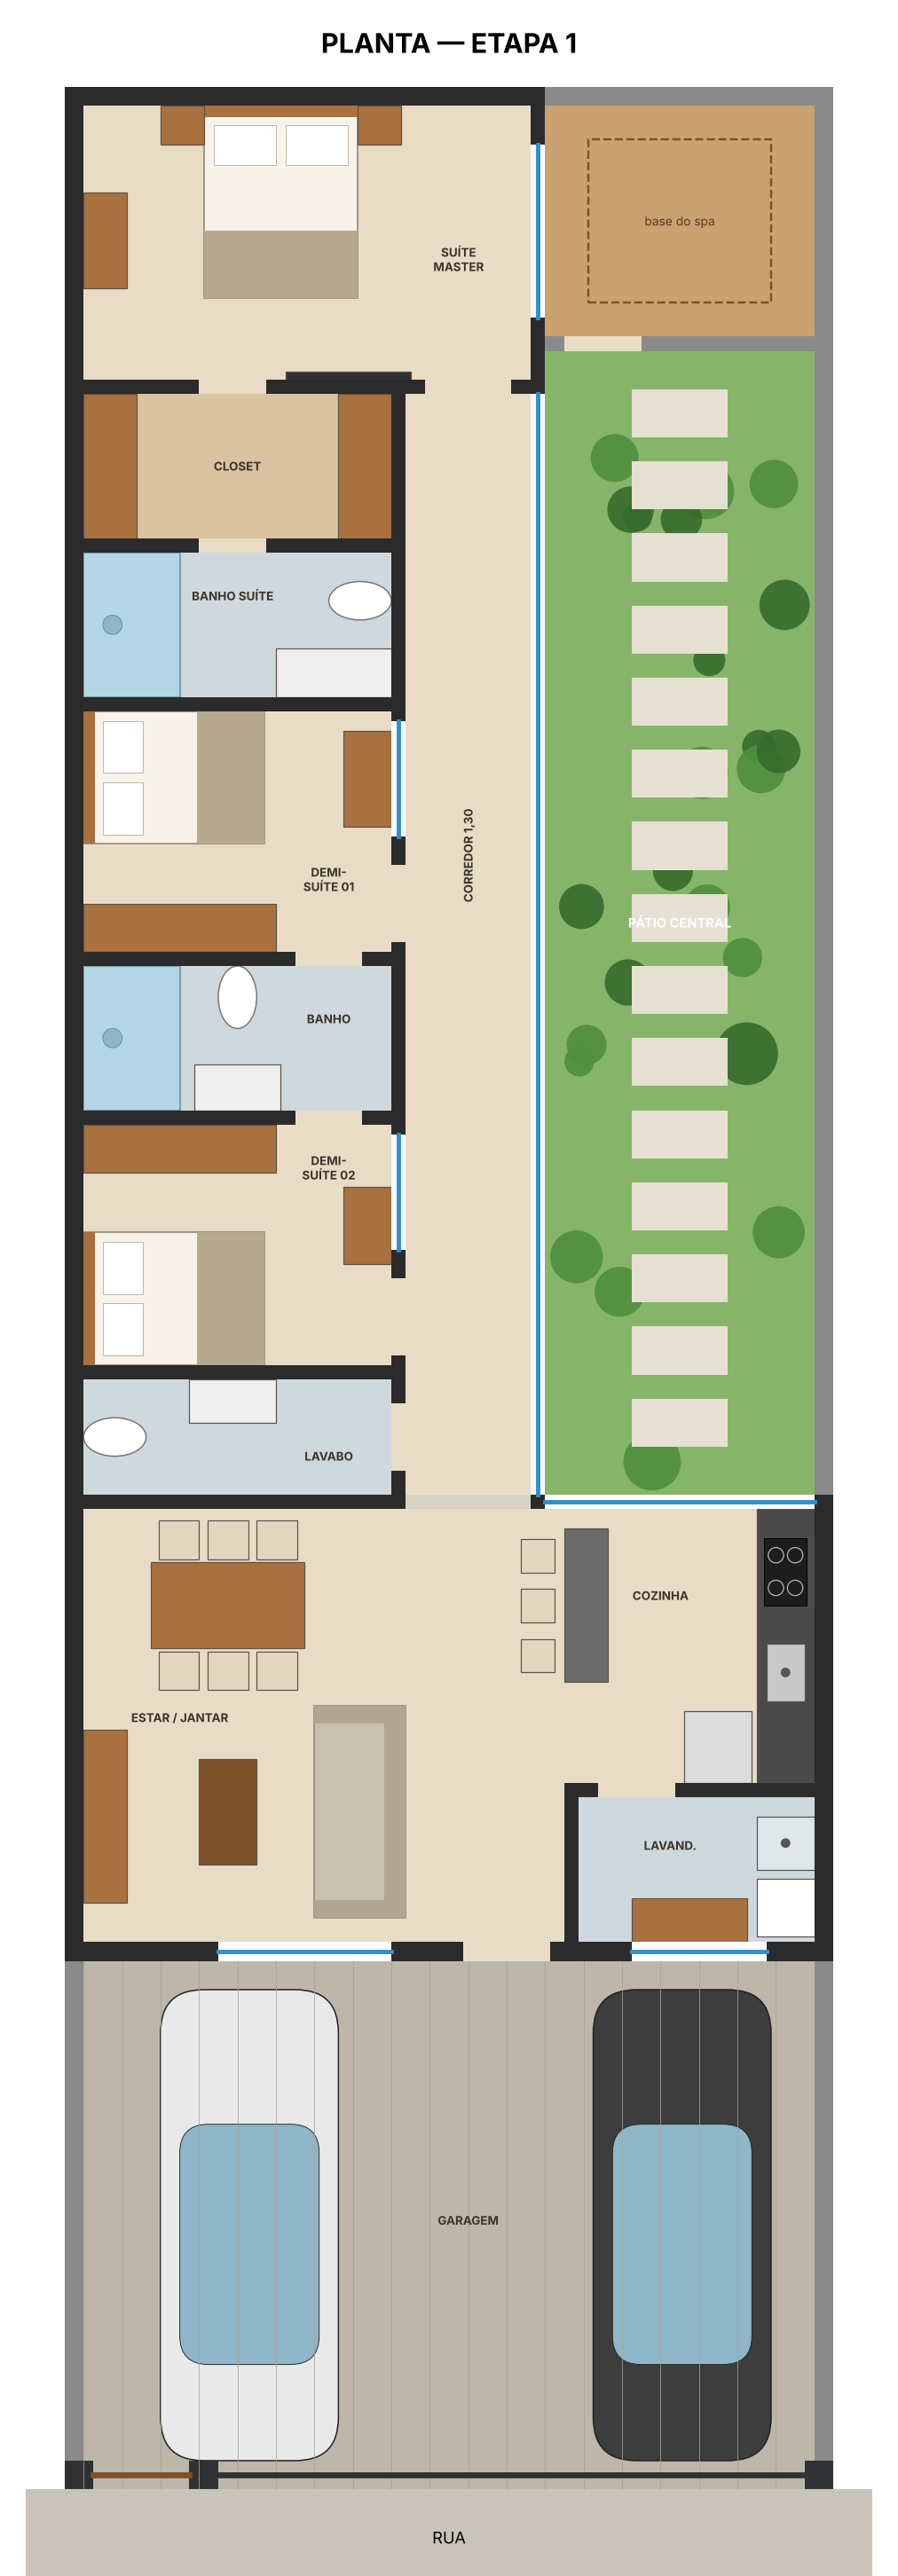 PLANTA — ETAPA 1
base do spa
SUÍTE
MASTER
CLOSET
BANHO SUÍTE
CORREDOR 1,30
DEMI-
SUÍTE 01
PÁTIO CENTRAL
BANHO
DEMI-
SUÍTE 02
LAVABO
COZINHA
ESTAR / JANTAR
LAVAND.
GARAGEM
RUA